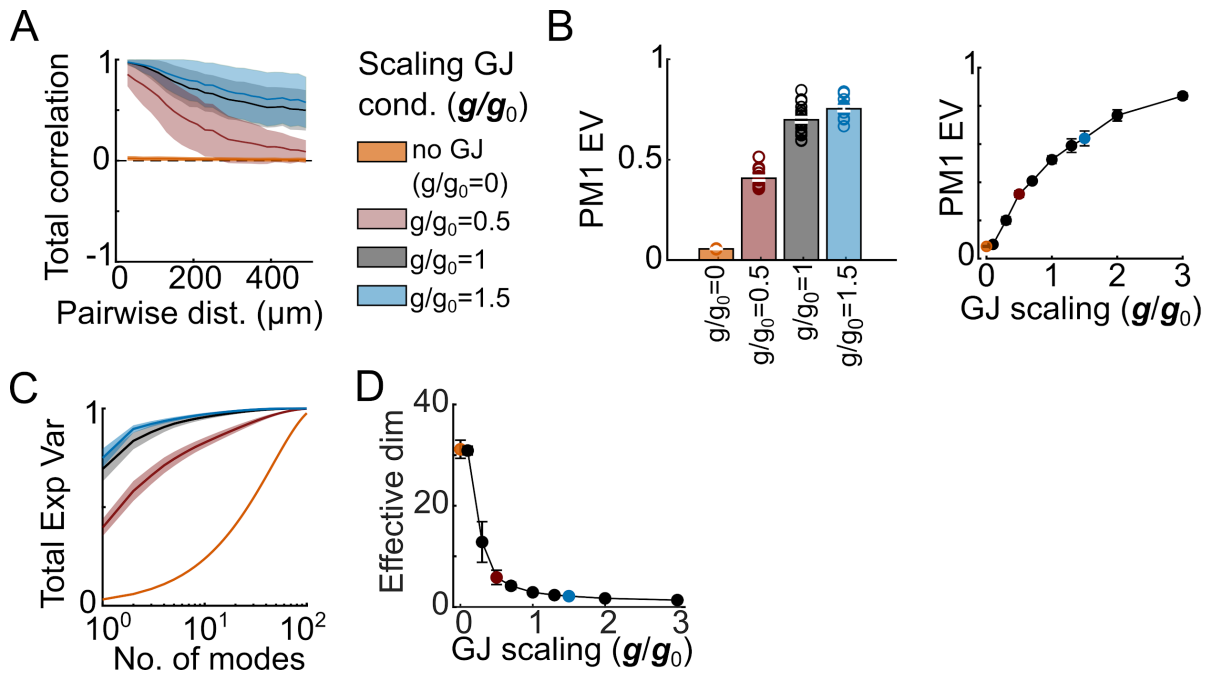 A
Total correlation
1
0
-1
0
200
400
Pairwise dist. (µm)
Scaling GJ
cond. (g/g0)
no GJ
(g/g0=0)
g/g0=0.5
g/g0=1
g/g0=1.5
B
PM1 EV
1
0.5
0
g/g0=0
g/g0=0.5
g/g0=1
g/g0=1.5
PM1 EV
1
0
0
1
2
3
GJ scaling (g/g0)
C
Total Exp Var
1
0
10^0
10^1
10^2
No. of modes
D
Effective dim
40
20
0
0
1
2
3
GJ scaling (g/g0)